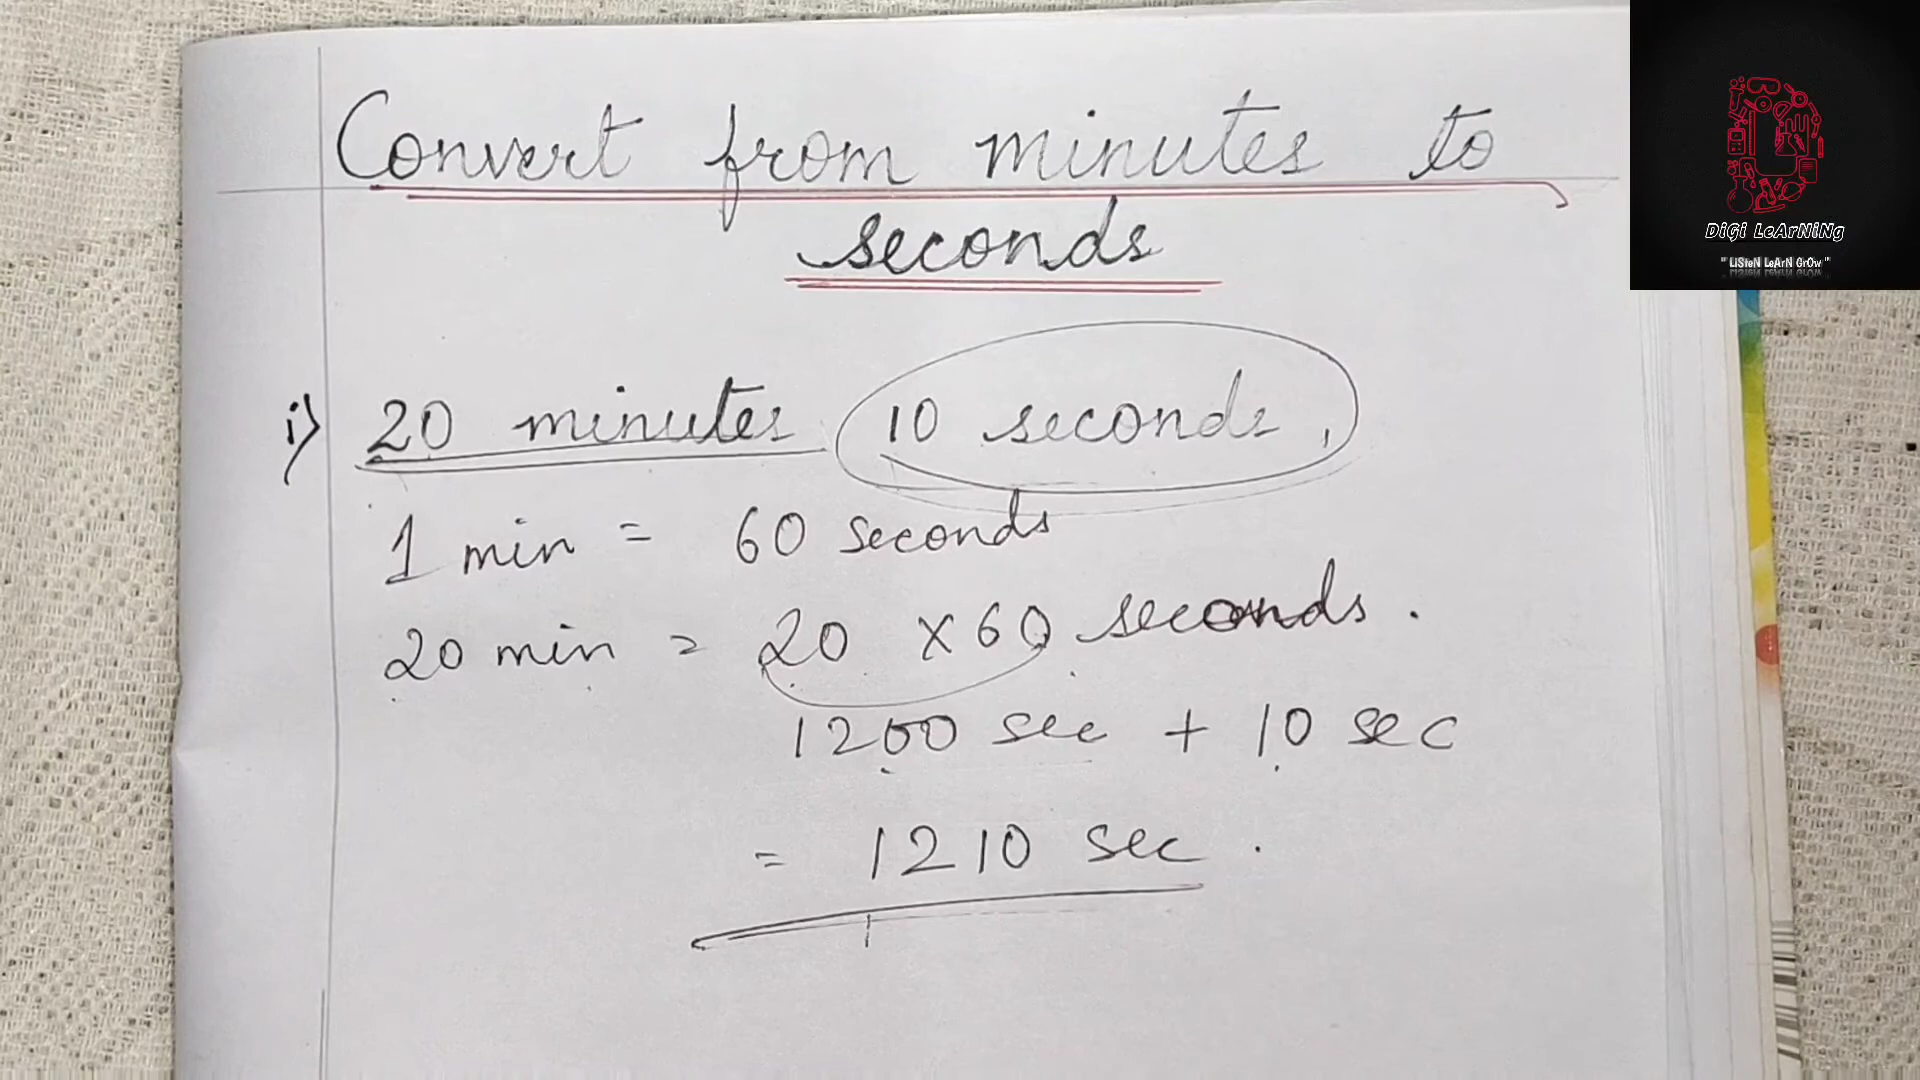 Convert from minutes to
seconds
i) 20 minutes 10 seconds,
1 min = 60 seconds
20 min = 20 x 60 seconds.
1200 sec + 10 sec
= 1210 sec.
DiGi LeArNiNg
"LiSteN LeArN GrOw"